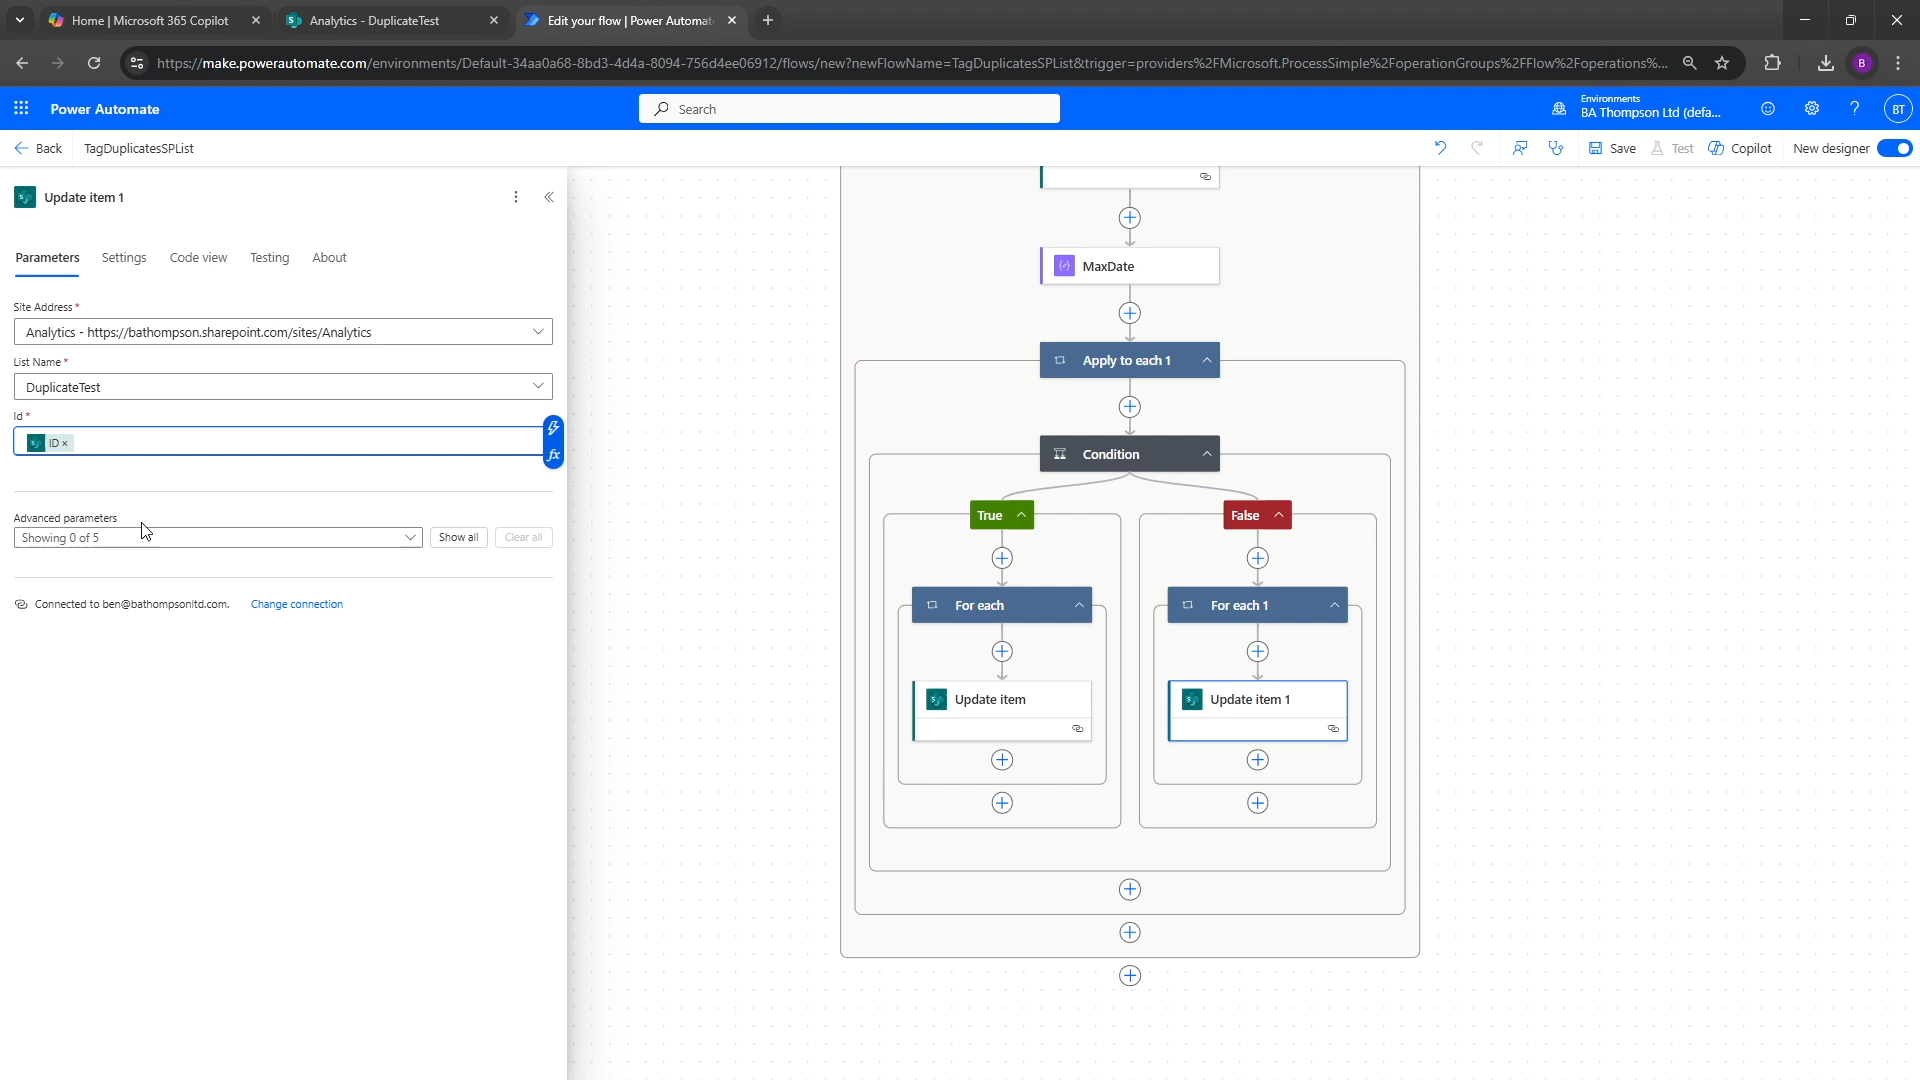 Home | Microsoft 365 Copilot
Analytics - DuplicateTest
Edit your flow | Power Automat
https://make.powerautomate.com/environments/Default-34aa0a68-8bd3-4d4a-8094-756d4ee06912/flows/new?newFlowName=TagDuplicatesSPList&trigger=providers%2FMicrosoft.ProcessSimple%2FoperationGroups%2FFlow%2Foperations%...
B
Power Automate
Search
Environments
BA Thompson Ltd (defa...
BT
Back
TagDuplicatesSPList
Save
Test
Copilot
New designer
Update item 1
Parameters
Settings
Code view
Testing
About
Site Address *
Analytics - https://bathompson.sharepoint.com/sites/Analytics
List Name *
DuplicateTest
Id *
ID ×
fx
Advanced parameters
Showing 0 of 5
Show all
Clear all
Connected to ben@bathompsonltd.com.
Change connection
MaxDate
Apply to each 1
Condition
True
False
For each
For each 1
Update item
Update item 1